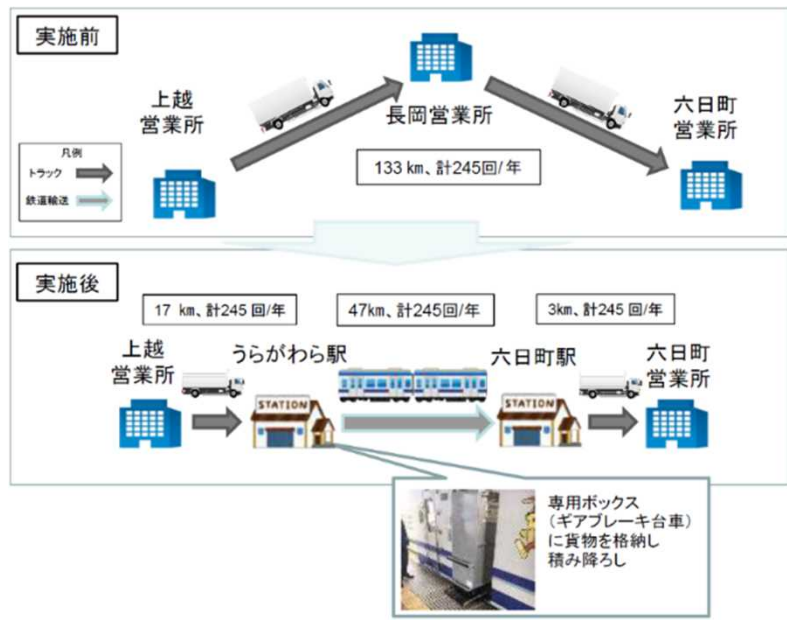 実施前
上越
営業所
長岡営業所
六日町
営業所
凡例
トラック
鉄道輸送
133 ㎞、計245回/年
実施後
17 ㎞、計245 回/年
47㎞、計245回/年
3㎞、計245 回/年
上越
営業所
うらがわら駅
六日町駅
六日町
営業所
STATION
STATION
専用ボックス
（ギアブレーキ台車）
に貨物を格納し
積み降ろし